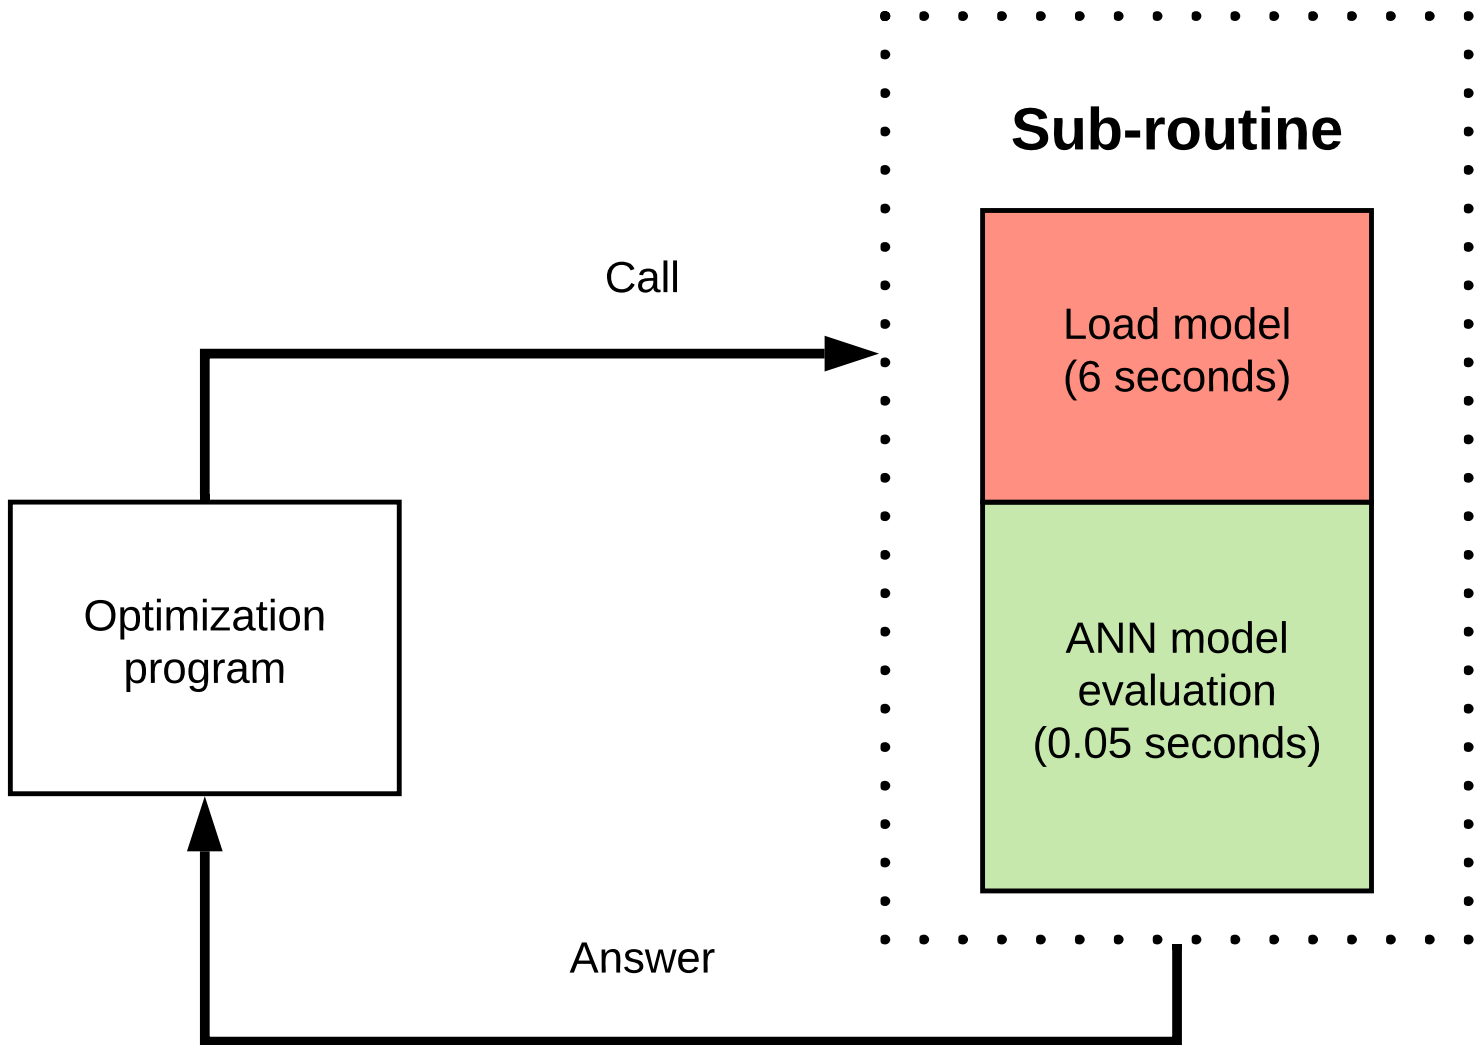 Sub-routine
Call
Load model
(6 seconds)
Optimization
program
ANN model
evaluation
(0.05 seconds)
Answer